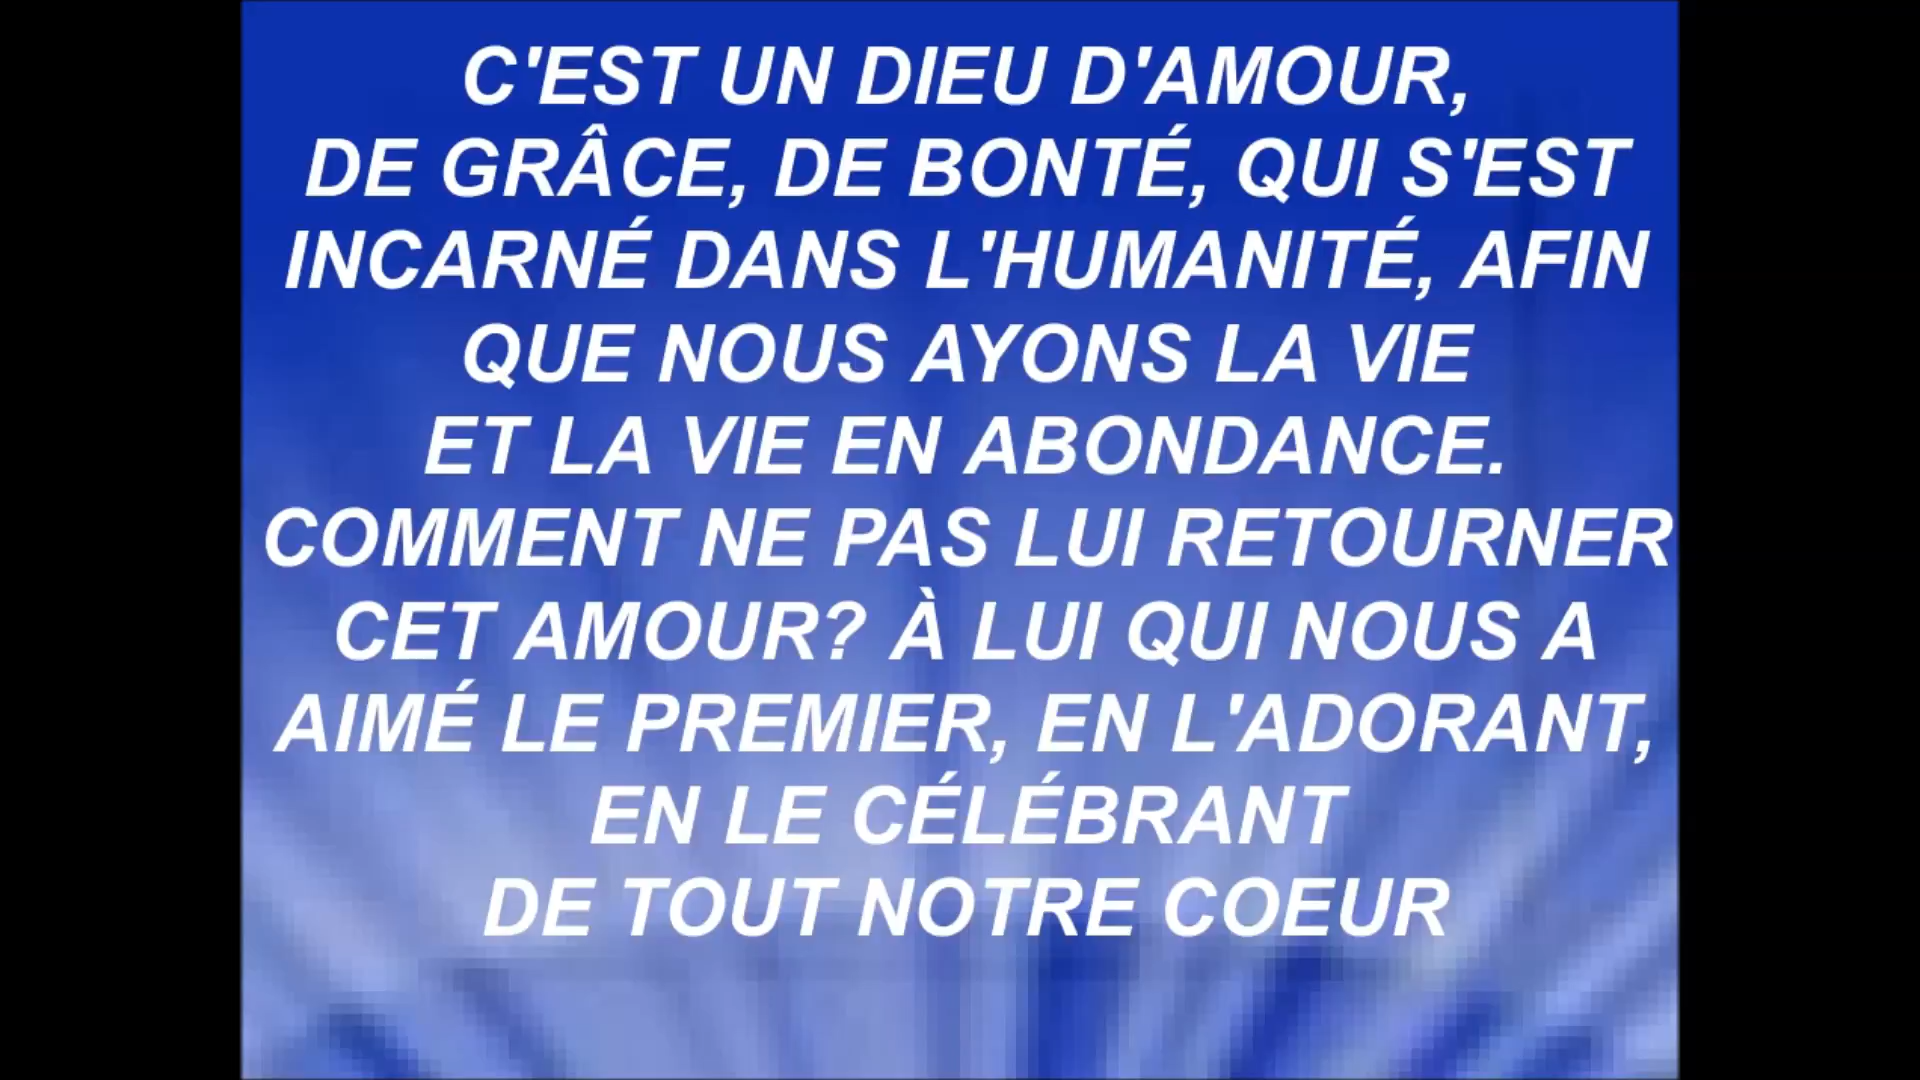 C'EST UN DIEU D'AMOUR,
DE GRÂCE, DE BONTÉ, QUI S'EST
INCARNÉ DANS L'HUMANITÉ, AFIN
QUE NOUS AYONS LA VIE
ET LA VIE EN ABONDANCE.
COMMENT NE PAS LUI RETOURNER
CET AMOUR? À LUI QUI NOUS A
AIMÉ LE PREMIER, EN L'ADORANT,
EN LE CÉLÉBRANT
DE TOUT NOTRE COEUR